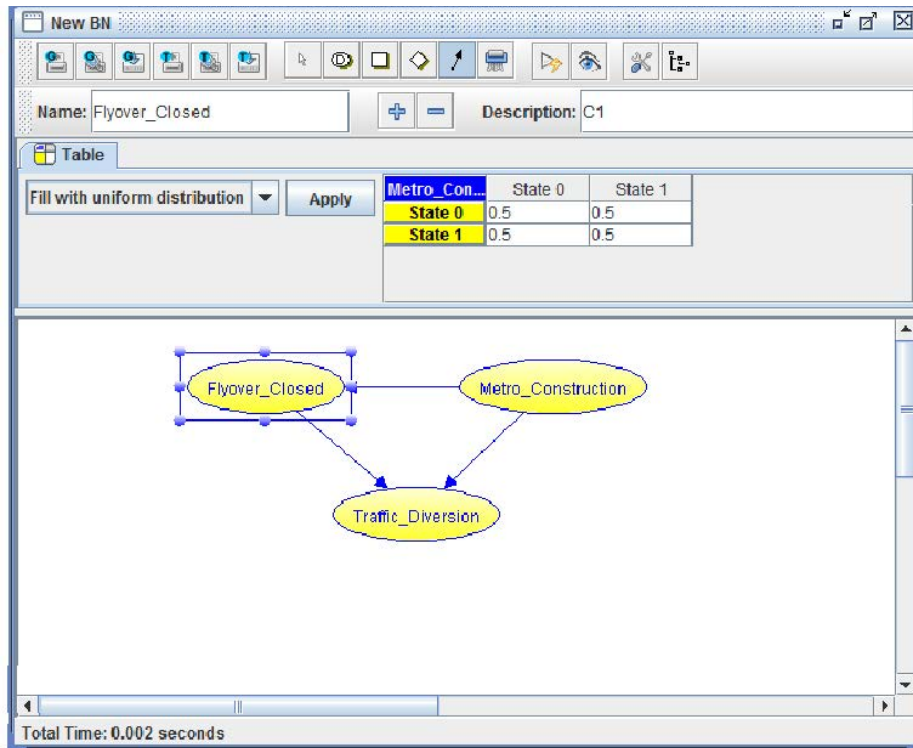 New BN
Name: Flyover_Closed Description: C1
Table
Fill with uniform distribution Apply
Metro_Con... State 0 State 1
State 0 0.5 0.5
State 1 0.5 0.5
Flyover_Closed Metro_Construction
Traffic_Diversion
Total Time: 0.002 seconds